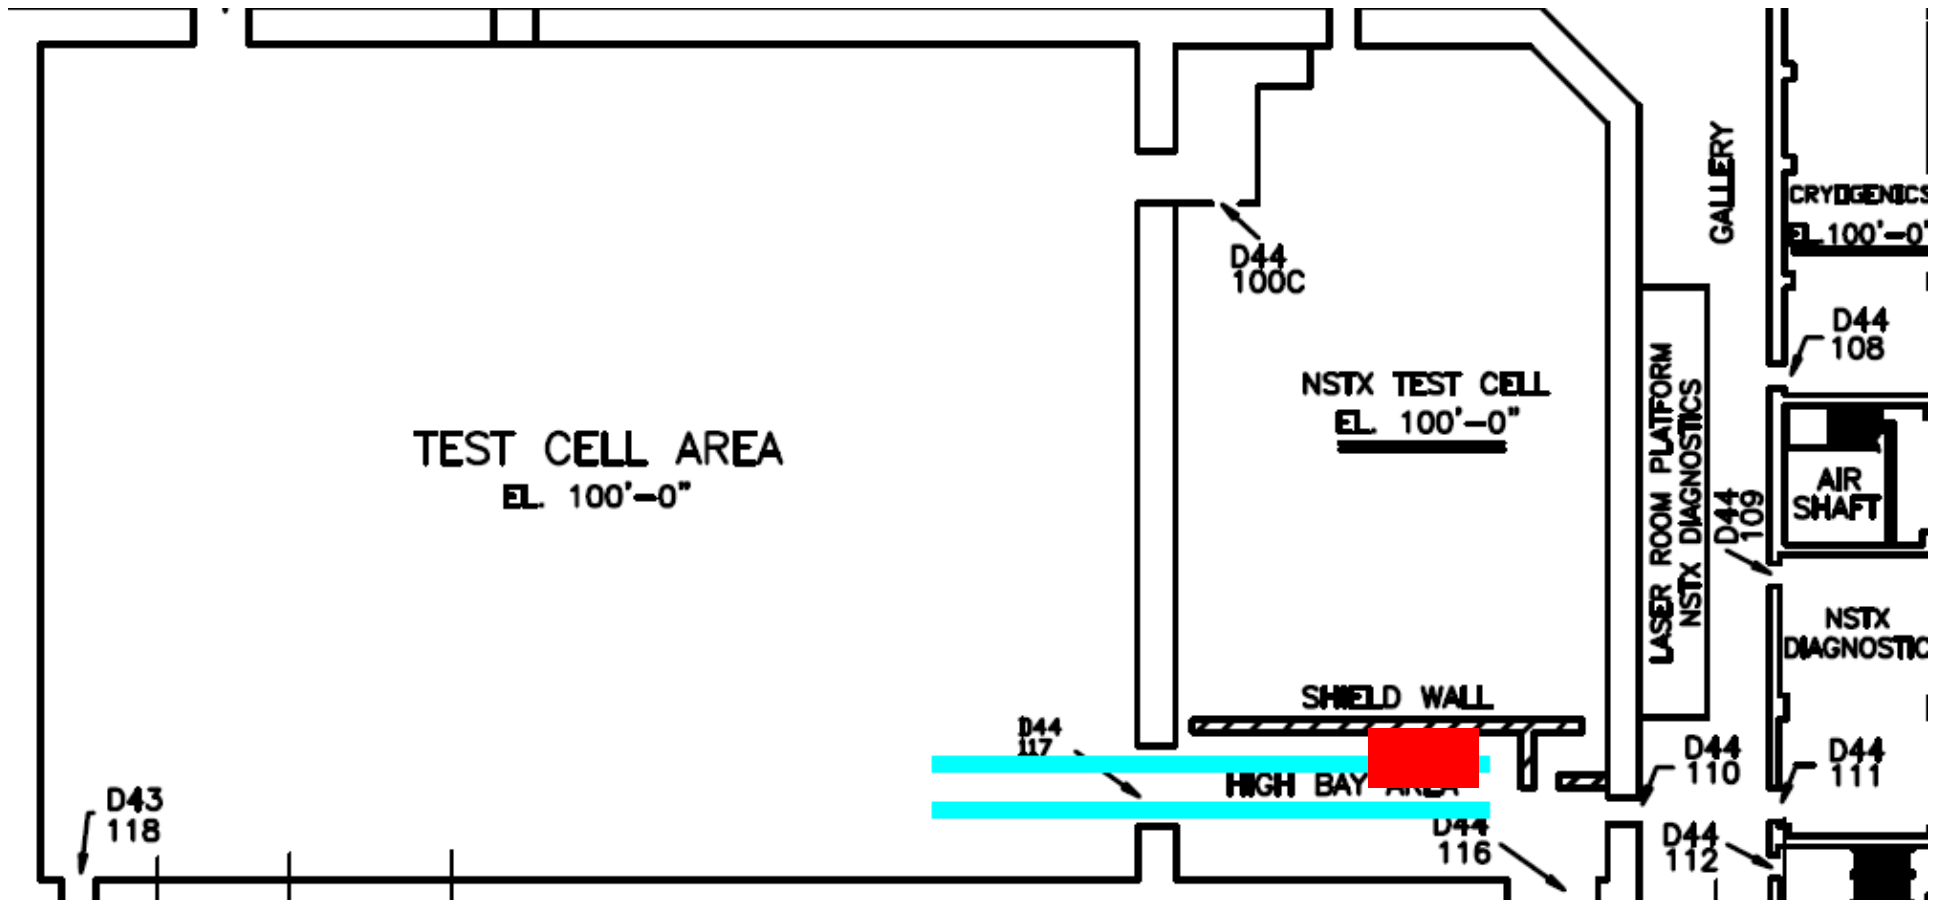 GALLERY
CRYOGENICS
EL. 100'-0"
D44
100C
D44
108
NSTX TEST CELL
EL. 100'-0"
LASER ROOM PLATFORM
NSTX DIAGNOSTICS
TEST CELL AREA
EL. 100'-0"
AIR
SHAFT
D44
109
NSTX
DIAGNOSTIC
SHIELD WALL
D44
117
HIGH BAY AREA
D44
110
D44
111
D43
118
D44
116
D44
112